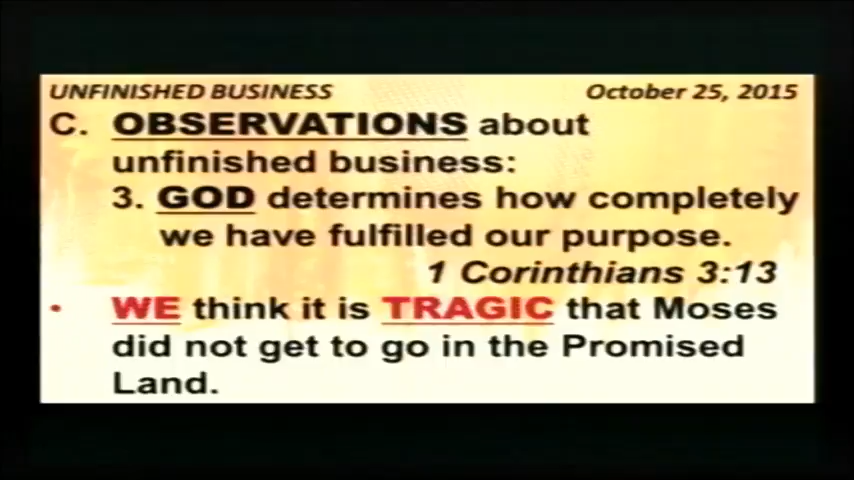 UNFINISHED BUSINESS October 25, 2015
C. OBSERVATIONS about
unfinished business:
3. GOD determines how completely
we have fulfilled our purpose.
1 Corinthians 3:13
• WE think it is TRAGIC that Moses
did not get to go in the Promised
Land.